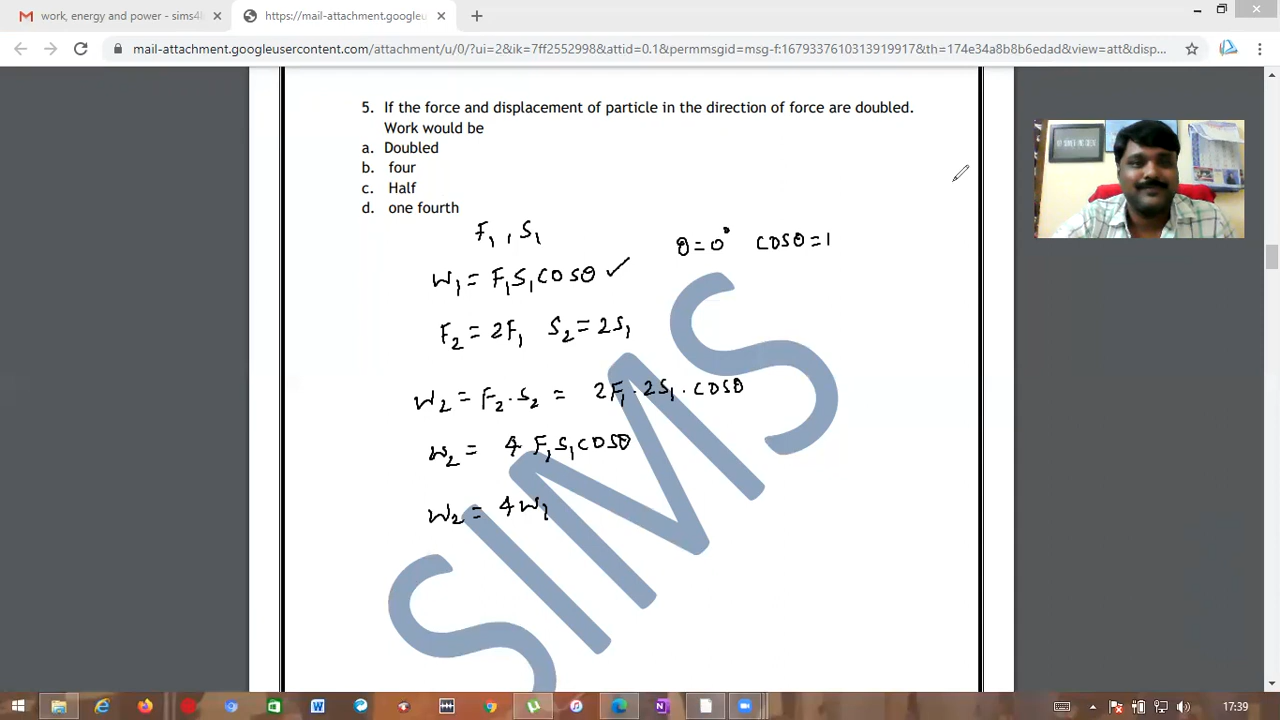 work, energy and power - sims4l
https://mail-attachment.googleu
mail-attachment.googleusercontent.com/attachment/u/0/?ui=2&ik=7ff2552998&attid=0.1&permmsgid=msg-f:1679337610313919917&th=174e34a8b8b6edad&view=att&disp...
5. If the force and displacement of particle in the direction of force are doubled.
Work would be
a. Doubled
b. four
c. Half
d. one fourth
F₁, S₁
θ=0° cosθ=1
W₁ = F₁S₁cosθ ✓
F₂ = 2F₁ S₂ = 2S₁
W₂ = F₂.S₂ = 2F₁.2S₁.cosθ
W₂ = 4 F₁S₁cosθ
W₂ = 4W₁
SIMS
17:39